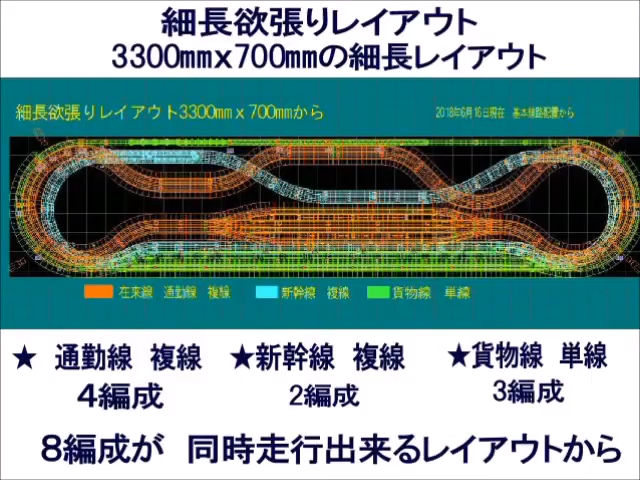 細長欲張りレイアウト
3300mmx700mmの細長レイアウト
細長欲張りレイアウト3300mmx700mmから
2018年6月16日現在 基本線路配置から
在来線 通勤線 複線
新幹線 複線
貨物線 単線
★ 通勤線 複線 ★新幹線 複線 ★貨物線 単線
4編成 2編成 3編成
8編成が 同時走行出来るレイアウトから